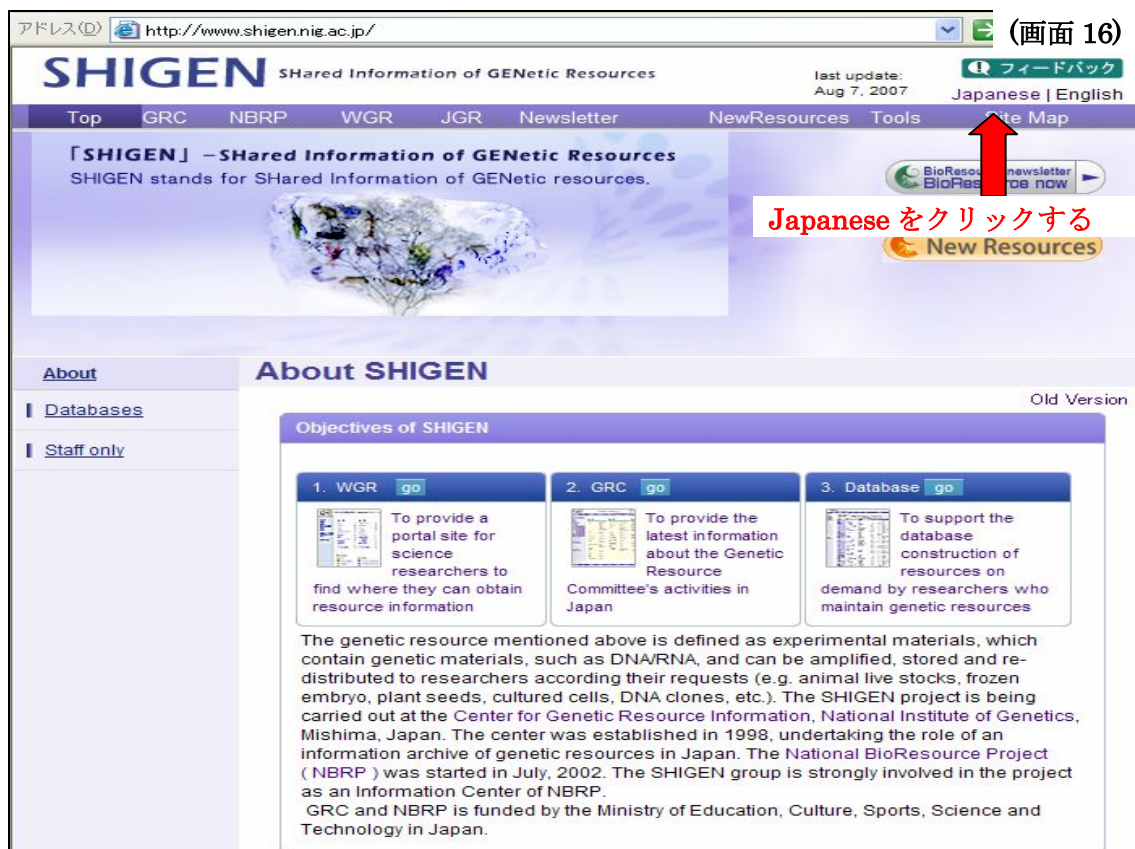 アドレス(D) http://www.shigen.nig.ac.jp/
(画面 16)
SHIGEN SHared Information of GENetic Resources
last update:
Aug 7, 2007
フィードバック
Japanese | English
Top GRC NBRP WGR JGR Newsletter NewResources Tools Site Map
「SHIGEN」 –SHared Information of GENetic Resources
SHIGEN stands for SHared Information of GENetic resources.
BioResource newsletter
BioResource now
Japanese をクリックする
New Resources
About
Databases
Staff only
About SHIGEN
Old Version
Objectives of SHIGEN
1. WGR go
To provide a
portal site for
science
researchers to
find where they can obtain
resource information
2. GRC go
To provide the
latest information
about the Genetic
Resource
Committee's activities in
Japan
3. Database go
To support the
database
construction of
resources on
demand by researchers who
maintain genetic resources
The genetic resource mentioned above is defined as experimental materials, which
contain genetic materials, such as DNA/RNA, and can be amplified, stored and re-
distributed to researchers according their requests (e.g. animal live stocks, frozen
embryo, plant seeds, cultured cells, DNA clones, etc.). The SHIGEN project is being
carried out at the Center for Genetic Resource Information, National Institute of Genetics,
Mishima, Japan. The center was established in 1998, undertaking the role of an
information archive of genetic resources in Japan. The National BioResource Project
( NBRP ) was started in July, 2002. The SHIGEN group is strongly involved in the project
as an Information Center of NBRP.
GRC and NBRP is funded by the Ministry of Education, Culture, Sports, Science and
Technology in Japan.